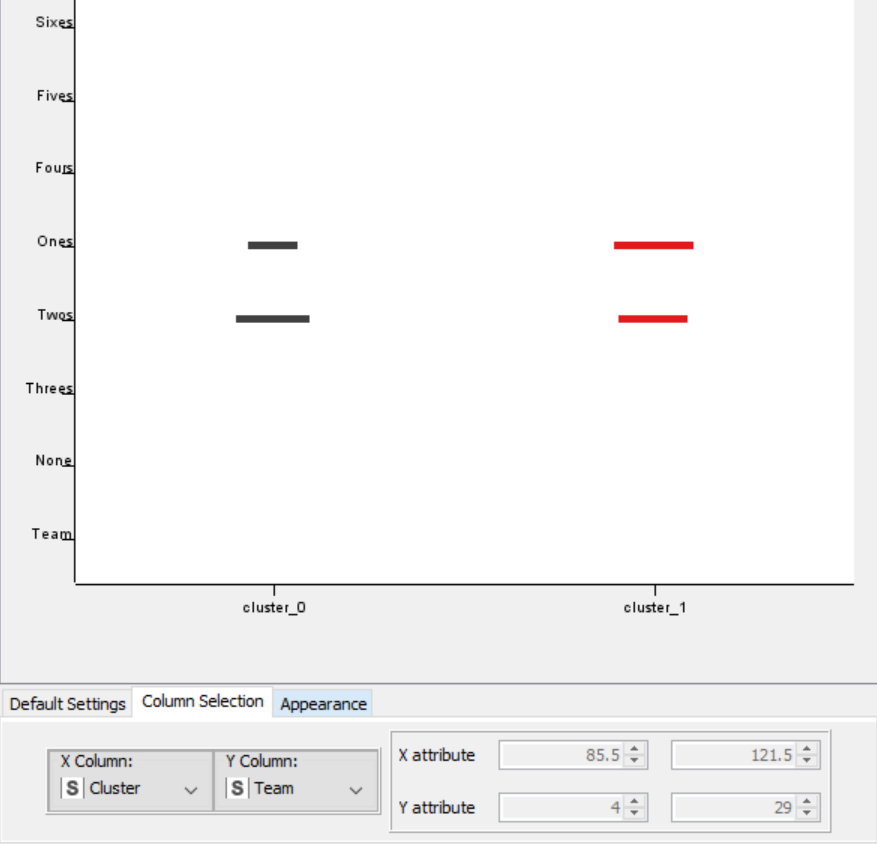 Sixes
Fives
Fours
Ones
Twos
Threes
None
Team
cluster_0 cluster_1
Default Settings Column Selection Appearance
X Column: Y Column:
S Cluster S Team
X attribute 85.5 121.5
Y attribute 4 29